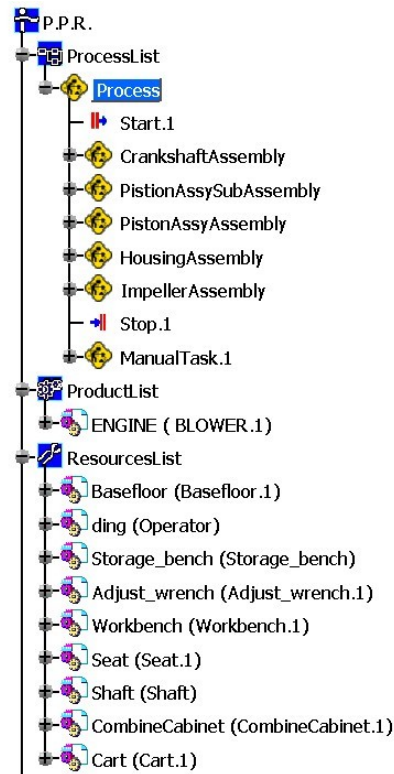 P.P.R.
ProcessList
Process
Start.1
CrankshaftAssembly
PistionAssySubAssembly
PistonAssyAssembly
HousingAssembly
ImpellerAssembly
Stop.1
ManualTask.1
ProductList
ENGINE ( BLOWER.1)
ResourcesList
Basefloor (Basefloor.1)
ding (Operator)
Storage_bench (Storage_bench)
Adjust_wrench (Adjust_wrench.1)
Workbench (Workbench.1)
Seat (Seat.1)
Shaft (Shaft)
CombineCabinet (CombineCabinet.1)
Cart (Cart.1)